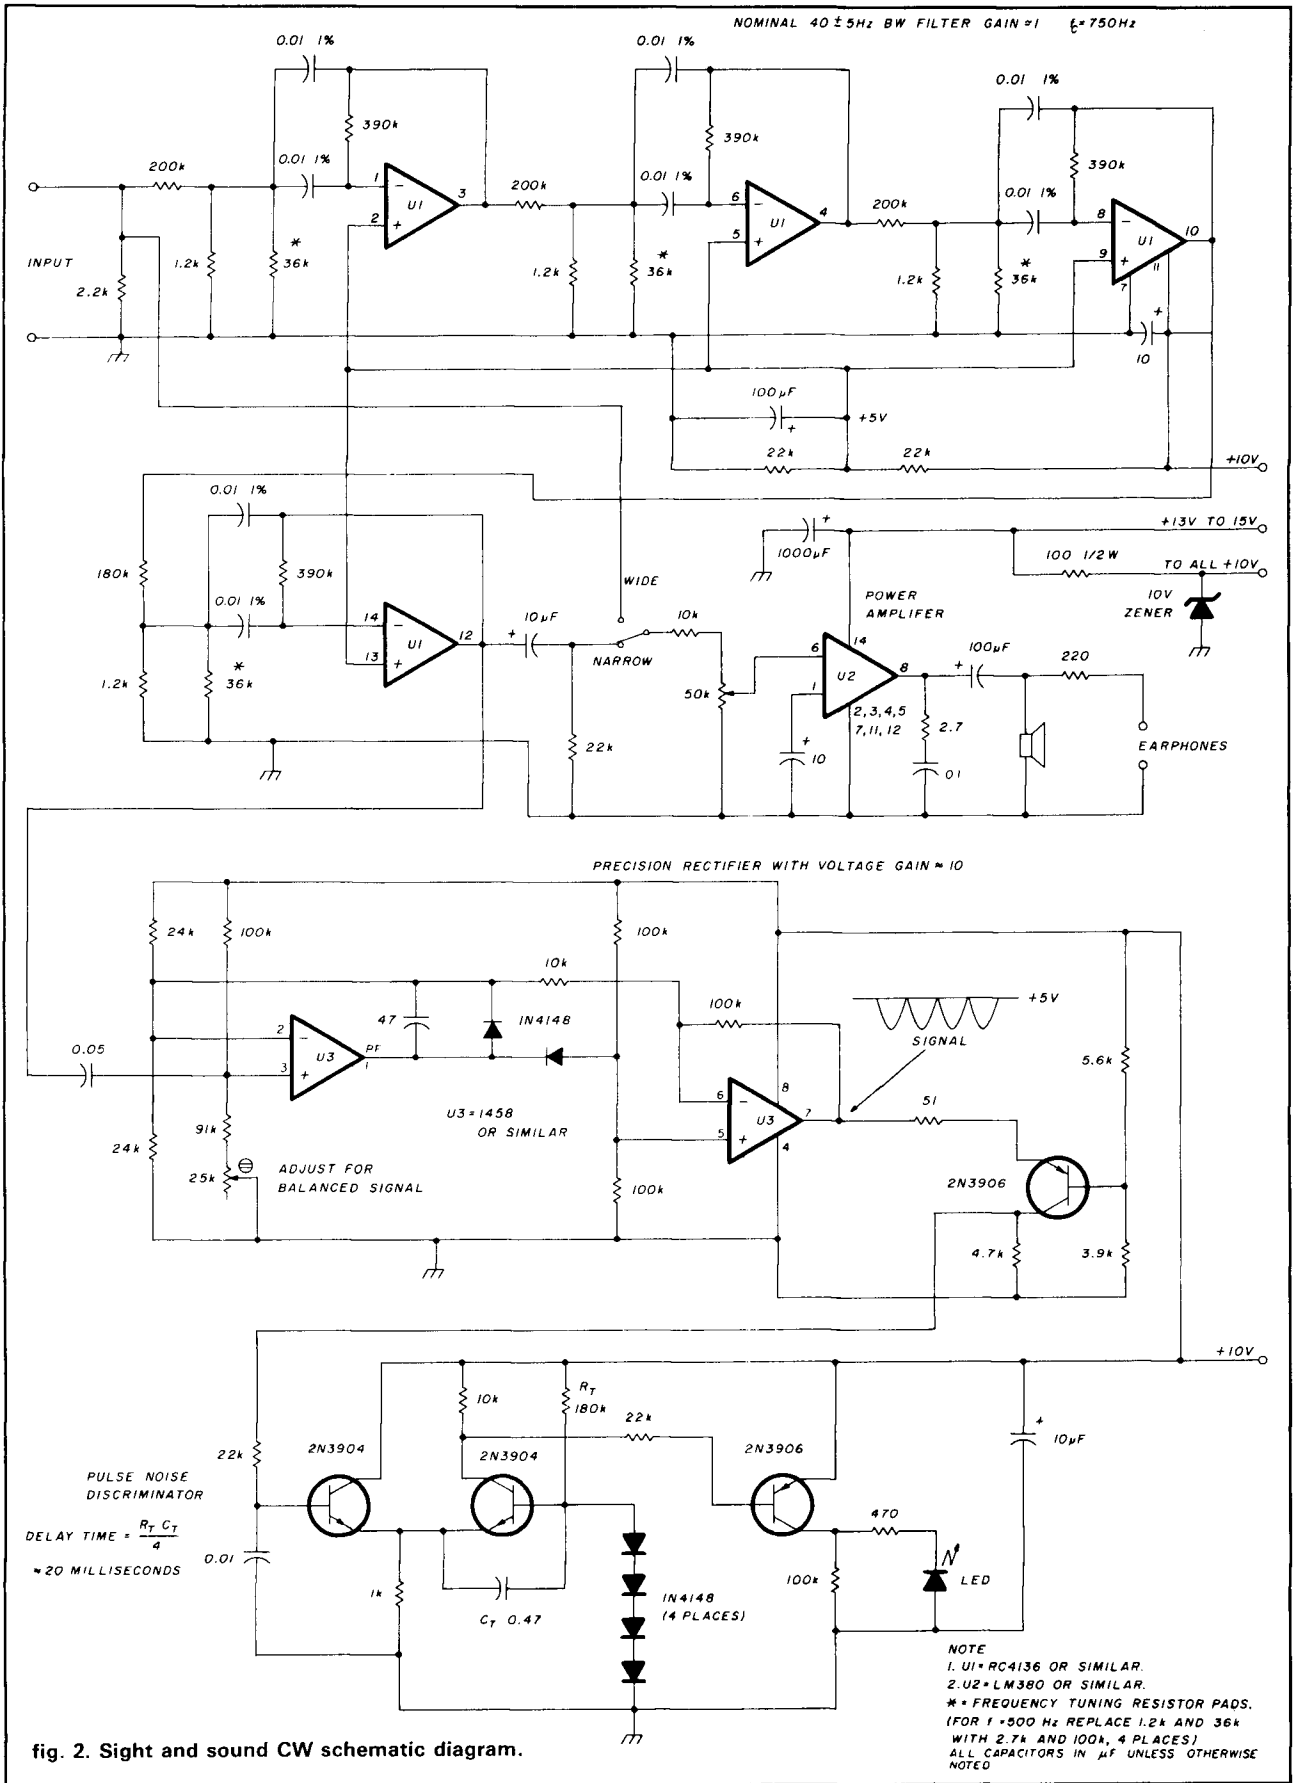 NOMINAL 40 ± 5Hz BW FILTER GAIN ≈1 fc=750Hz
0.01 1%
0.01 1%
0.01 1%
390k
390k
390k
200k
0.01 1%
1
3
2
U1
200k
0.01 1%
6
4
5
U1
200k
0.01 1%
8
10
9
U1
11
7
INPUT
2.2k
1.2k
*
36k
1.2k
*
36k
1.2k
*
36k
+
10
100µF
+
+5V
22k
22k
+10V
0.01 1%
180k
390k
0.01 1%
14
12
13
U1
1.2k
*
36k
+
10µF
WIDE
NARROW
10k
50k
22k
+
1000µF
+13V TO 15V
100 1/2W
TO ALL +10V
10V
ZENER
POWER
AMPLIFER
14
6
8
1
U2
2,3,4,5
7,11,12
+
10
+
100µF
220
2.7
01
EARPHONES
PRECISION RECTIFIER WITH VOLTAGE GAIN ≈ 10
24k
100k
100k
10k
47
1N4148
100k
+5V
SIGNAL
0.05
2
PF
1
3
U3
U3=1458
OR SIMILAR
6
8
7
5
4
U3
51
5.6k
24k
91k
25k
ADJUST FOR
BALANCED SIGNAL
100k
2N3906
4.7k
3.9k
+10V
22k
2N3904
10k
2N3904
RT
180k
22k
2N3906
+
10µF
PULSE NOISE
DISCRIMINATOR
DELAY TIME = RT CT
4
≈20 MILLISECONDS
0.01
1k
CT 0.47
1N4148
(4 PLACES)
470
100k
LED
NOTE
1. U1= RC4136 OR SIMILAR.
2. U2= LM380 OR SIMILAR.
* = FREQUENCY TUNING RESISTOR PADS.
(FOR f =500 Hz REPLACE 1.2k AND 36k
WITH 2.7k AND 100k, 4 PLACES)
ALL CAPACITORS IN µF UNLESS OTHERWISE
NOTED
fig. 2. Sight and sound CW schematic diagram.